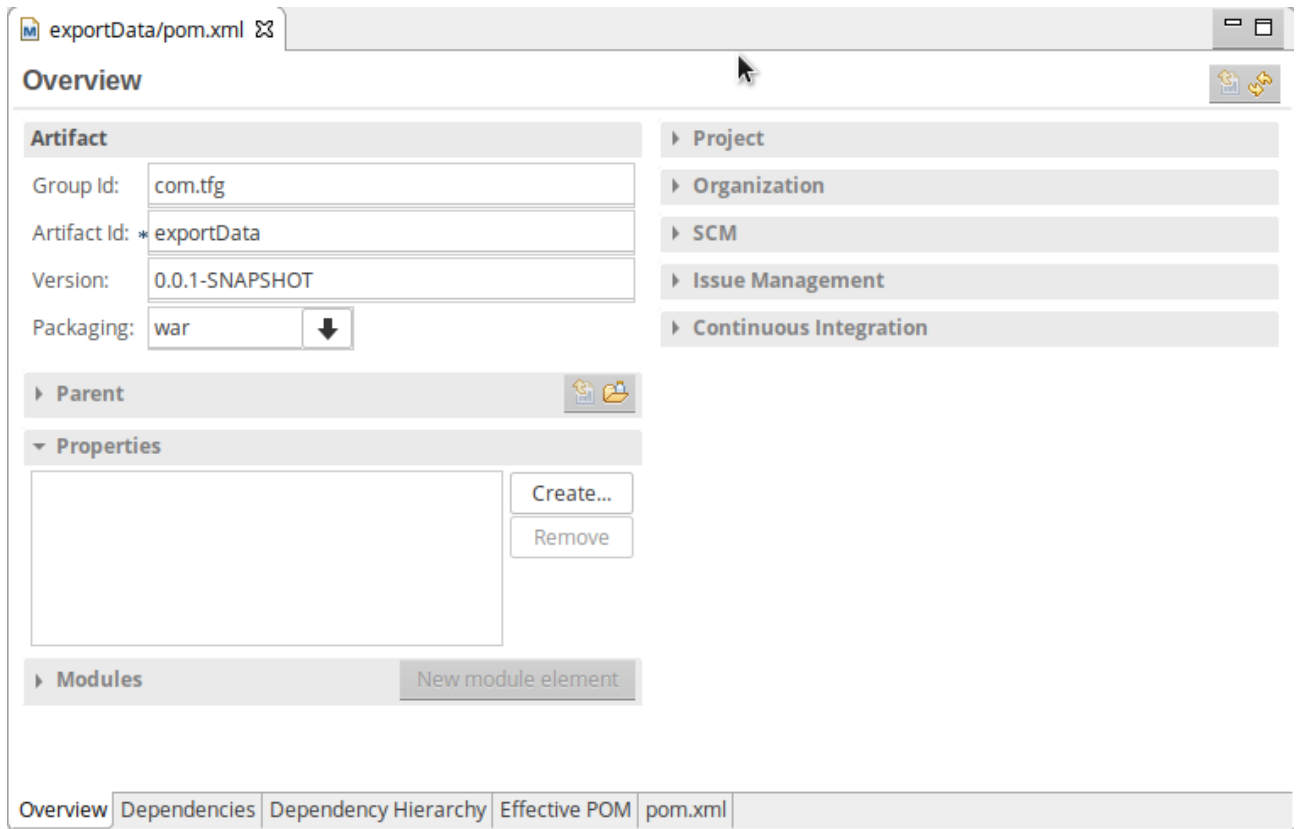 exportData/pom.xml
Overview
Artifact
Group Id: com.tfg
Artifact Id: * exportData
Version: 0.0.1-SNAPSHOT
Packaging: war
Parent
Properties
Create...
Remove
Modules New module element
Project
Organization
SCM
Issue Management
Continuous Integration
Overview Dependencies Dependency Hierarchy Effective POM pom.xml